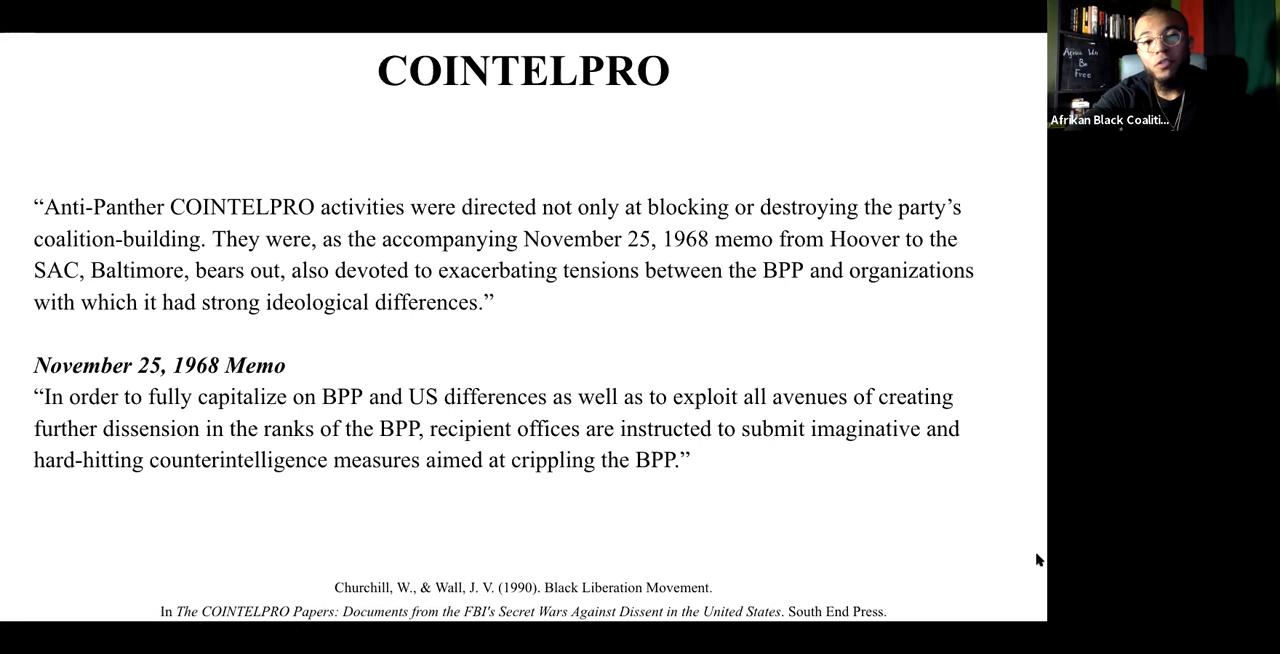 COINTELPRO
“Anti-Panther COINTELPRO activities were directed not only at blocking or destroying the party’s
coalition-building. They were, as the accompanying November 25, 1968 memo from Hoover to the
SAC, Baltimore, bears out, also devoted to exacerbating tensions between the BPP and organizations
with which it had strong ideological differences.”
November 25, 1968 Memo
“In order to fully capitalize on BPP and US differences as well as to exploit all avenues of creating
further dissension in the ranks of the BPP, recipient offices are instructed to submit imaginative and
hard-hitting counterintelligence measures aimed at crippling the BPP.”
Churchill, W., & Wall, J. V. (1990). Black Liberation Movement.
In The COINTELPRO Papers: Documents from the FBI's Secret Wars Against Dissent in the United States. South End Press.
Be
Free
Afrikan Black Coaliti...